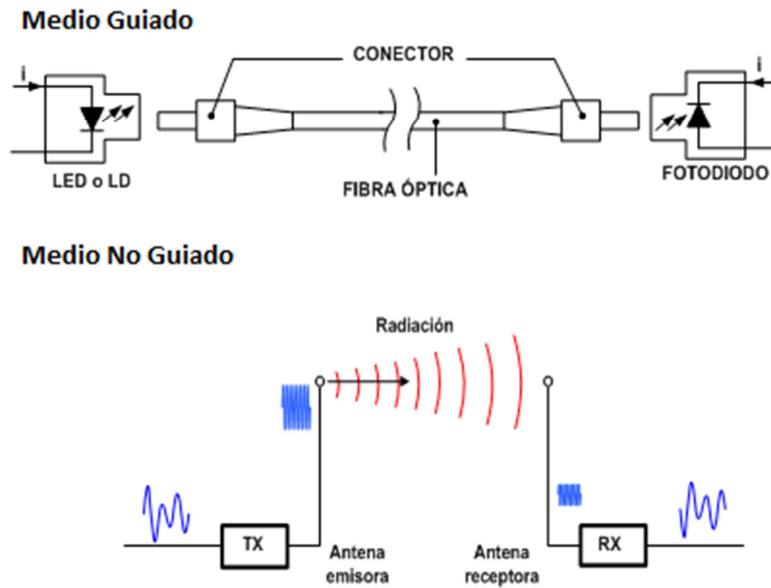 Medio Guiado
CONECTOR
i
i
LED o LD
FIBRA ÓPTICA
FOTODIODO
Medio No Guiado
Radiación
TX
Antena
emisora
Antena
receptora
RX